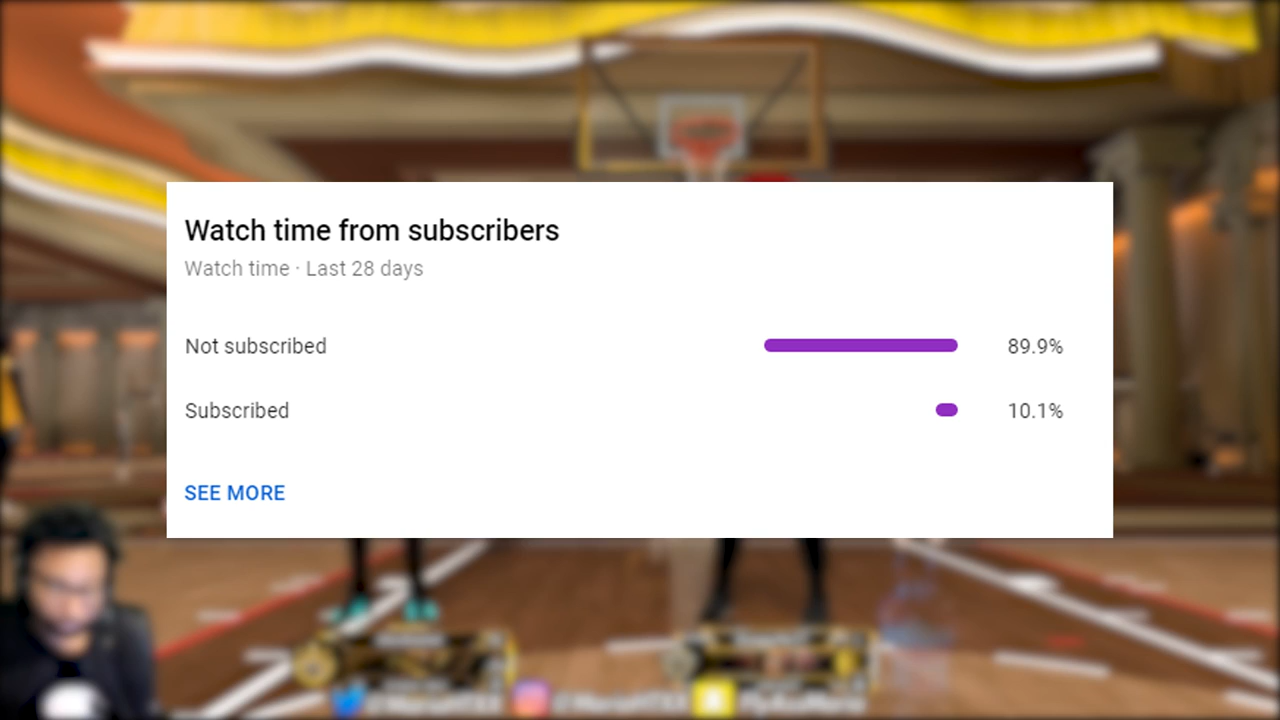 Watch time from subscribers
Watch time · Last 28 days
Not subscribed 89.9%
Subscribed 10.1%
SEE MORE